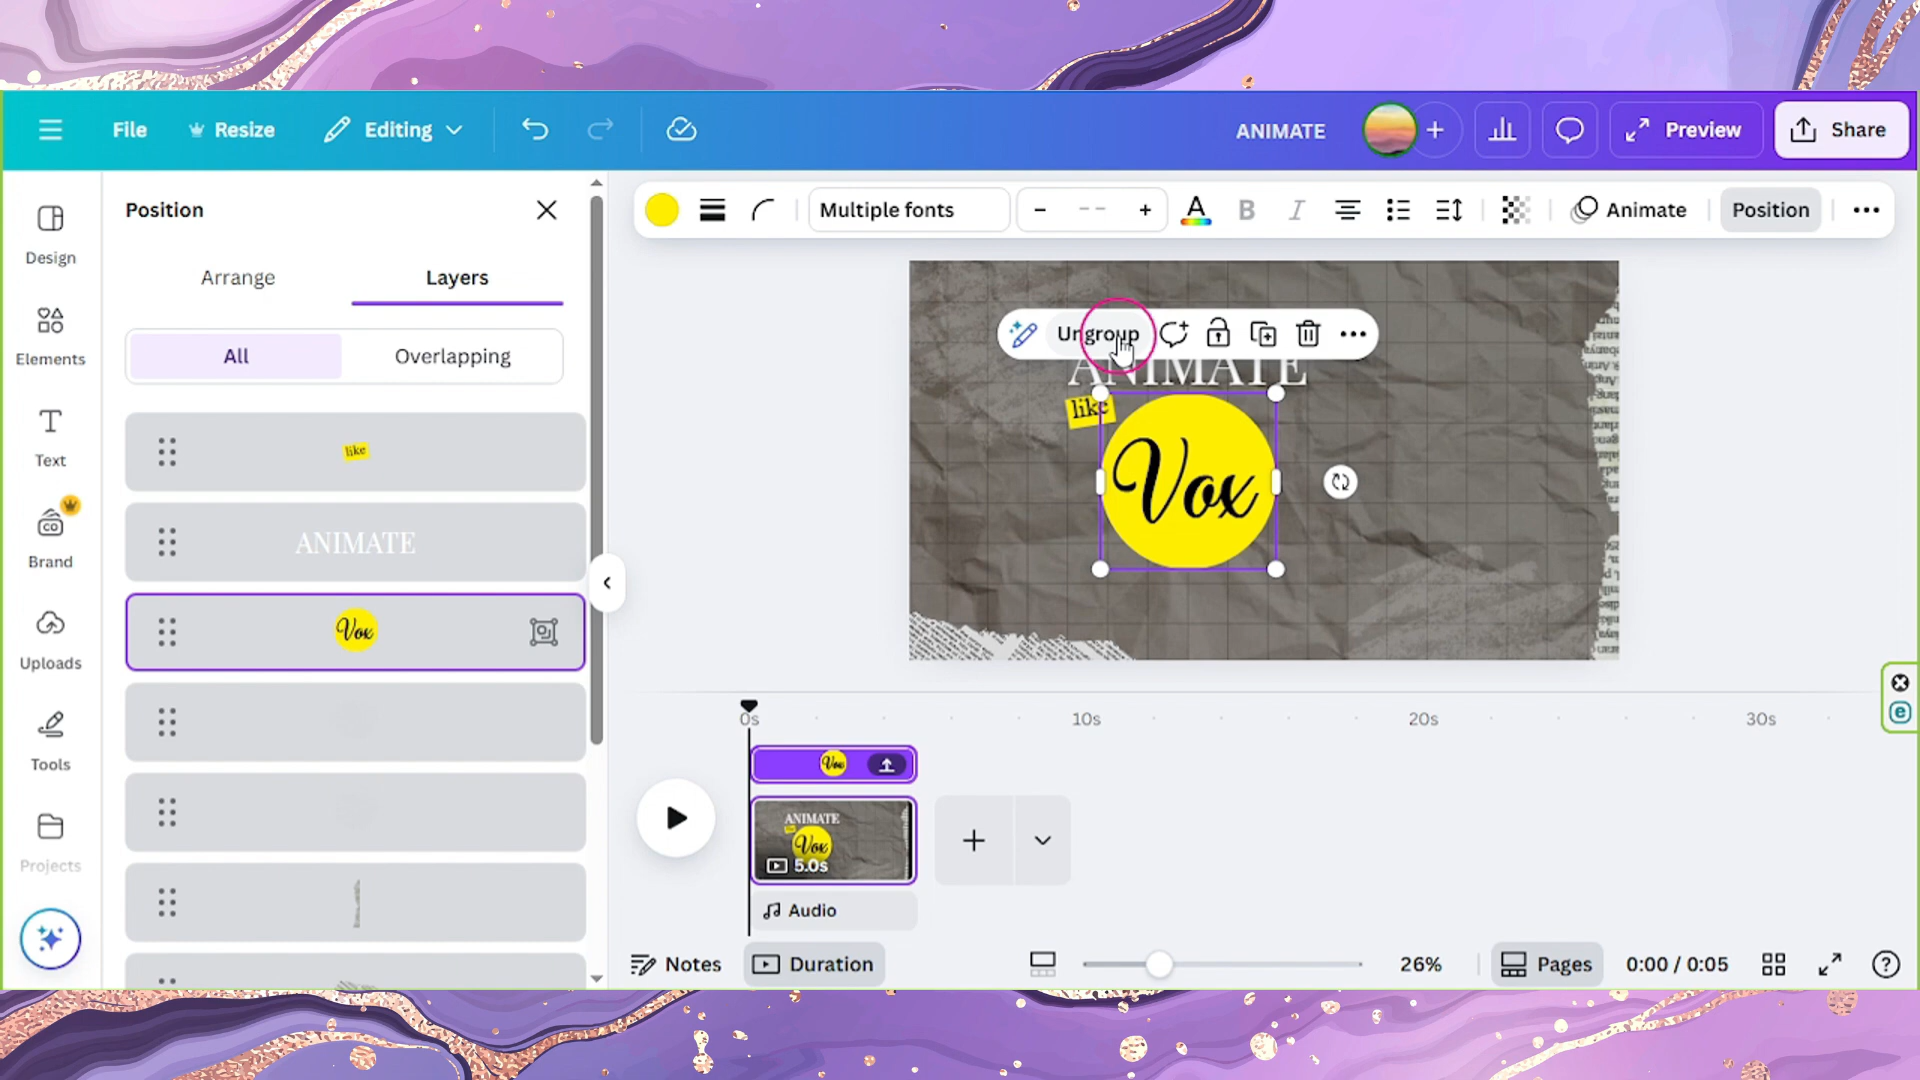 File
Resize
Editing
ANIMATE
Preview
Share
Design
Elements
Text
Brand
Uploads
Tools
Projects
Position
Arrange
Layers
All
Overlapping
like
ANIMATE
Vox
Multiple fonts
- -- +
A
B
I
Animate
Position
Ungroup
ANIMATE
like
Vox
0s
10s
20s
30s
Vox
ANIMATE
Vox
5.0s
Audio
Notes
Duration
26%
Pages
0:00 / 0:05